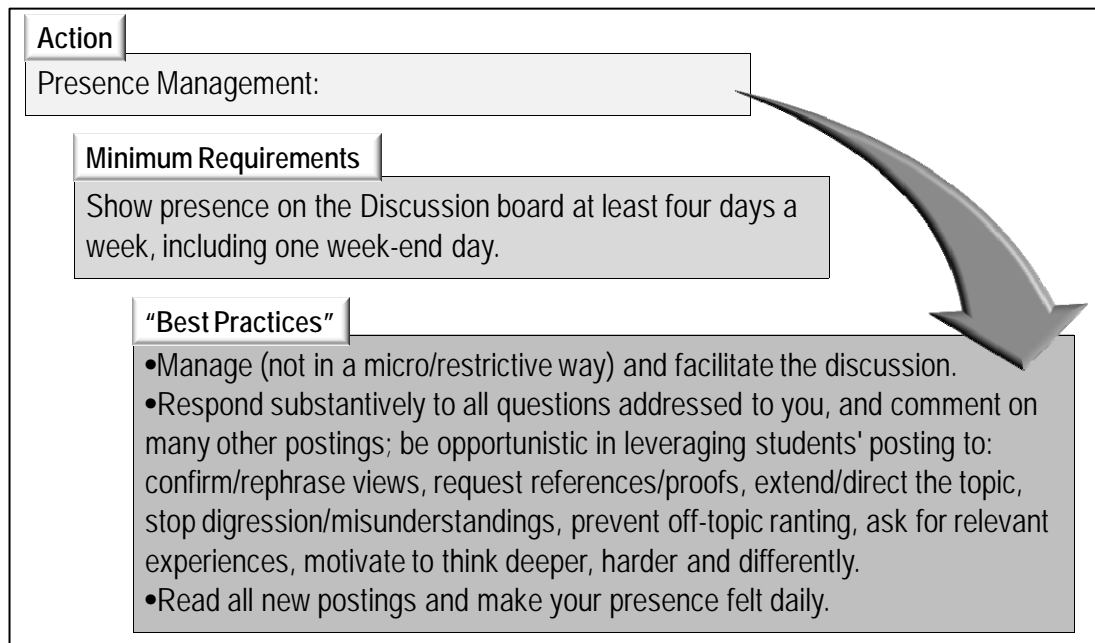 Action
Presence Management:
Minimum Requirements
Show presence on the Discussion board at least four days a
week, including one week-end day.
“Best Practices”
•Manage (not in a micro/restrictive way) and facilitate the discussion.
•Respond substantively to all questions addressed to you, and comment on
many other postings; be opportunistic in leveraging students' posting to:
confirm/rephrase views, request references/proofs, extend/direct the topic,
stop digression/misunderstandings, prevent off-topic ranting, ask for relevant
experiences, motivate to think deeper, harder and differently.
•Read all new postings and make your presence felt daily.